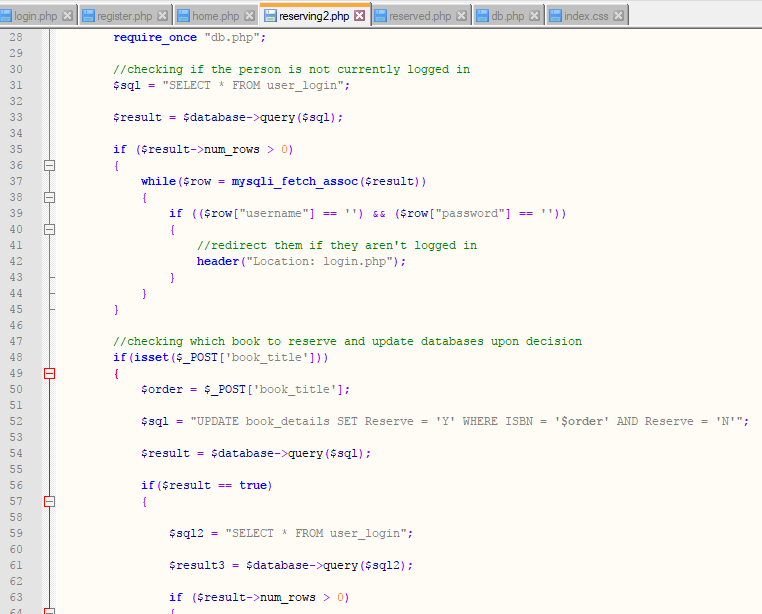 login.php register.php home.php reserving2.php reserved.php db.php index.css
28 require_once "db.php";
29
30 //checking if the person is not currently logged in
31 $sql = "SELECT * FROM user_login";
32
33 $result = $database->query($sql);
34
35 if ($result->num_rows > 0)
36 {
37 while($row = mysqli_fetch_assoc($result))
38 {
39 if (($row["username"] == '') && ($row["password"] == ''))
40 {
41 //redirect them if they aren't logged in
42 header("Location: login.php");
43 }
44 }
45 }
46
47 //checking which book to reserve and update databases upon decision
48 if(isset($_POST['book_title']))
49 {
50 $order = $_POST['book_title'];
51
52 $sql = "UPDATE book_details SET Reserve = 'Y' WHERE ISBN = '$order' AND Reserve = 'N'";
53
54 $result = $database->query($sql);
55
56 if($result == true)
57 {
58
59 $sql2 = "SELECT * FROM user_login";
60
61 $result3 = $database->query($sql2);
62
63 if ($result->num_rows > 0)
64 {